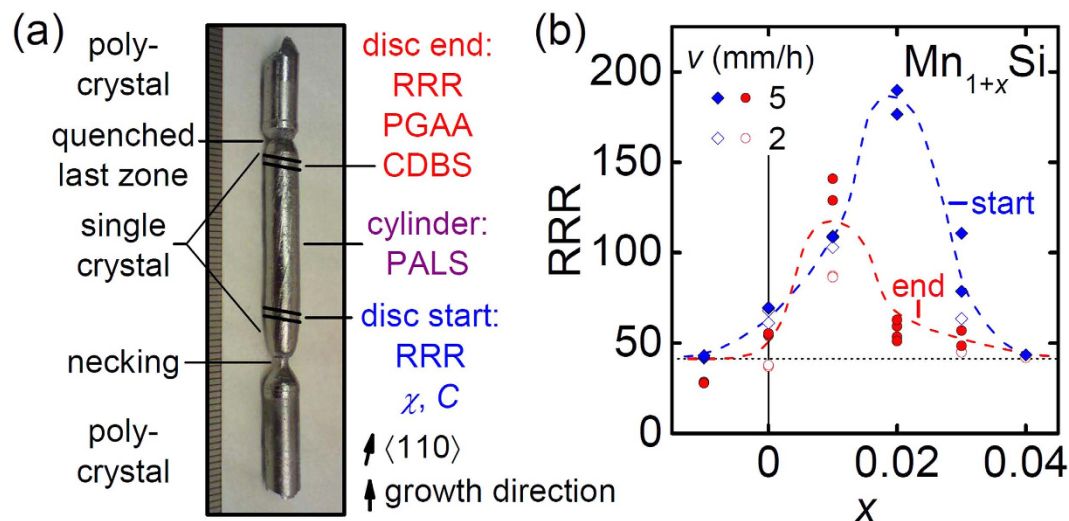 (a)
poly-
crystal
quenched
last zone
single
crystal
necking
poly-
crystal
disc end:
RRR
PGAA
CDBS
cylinder:
PALS
disc start:
RRR
χ, C
⟨110⟩
growth direction
(b)
v (mm/h)
5
2
Mn1+xSi
start
end
RRR
200
150
100
50
0
0
0.02
0.04
x